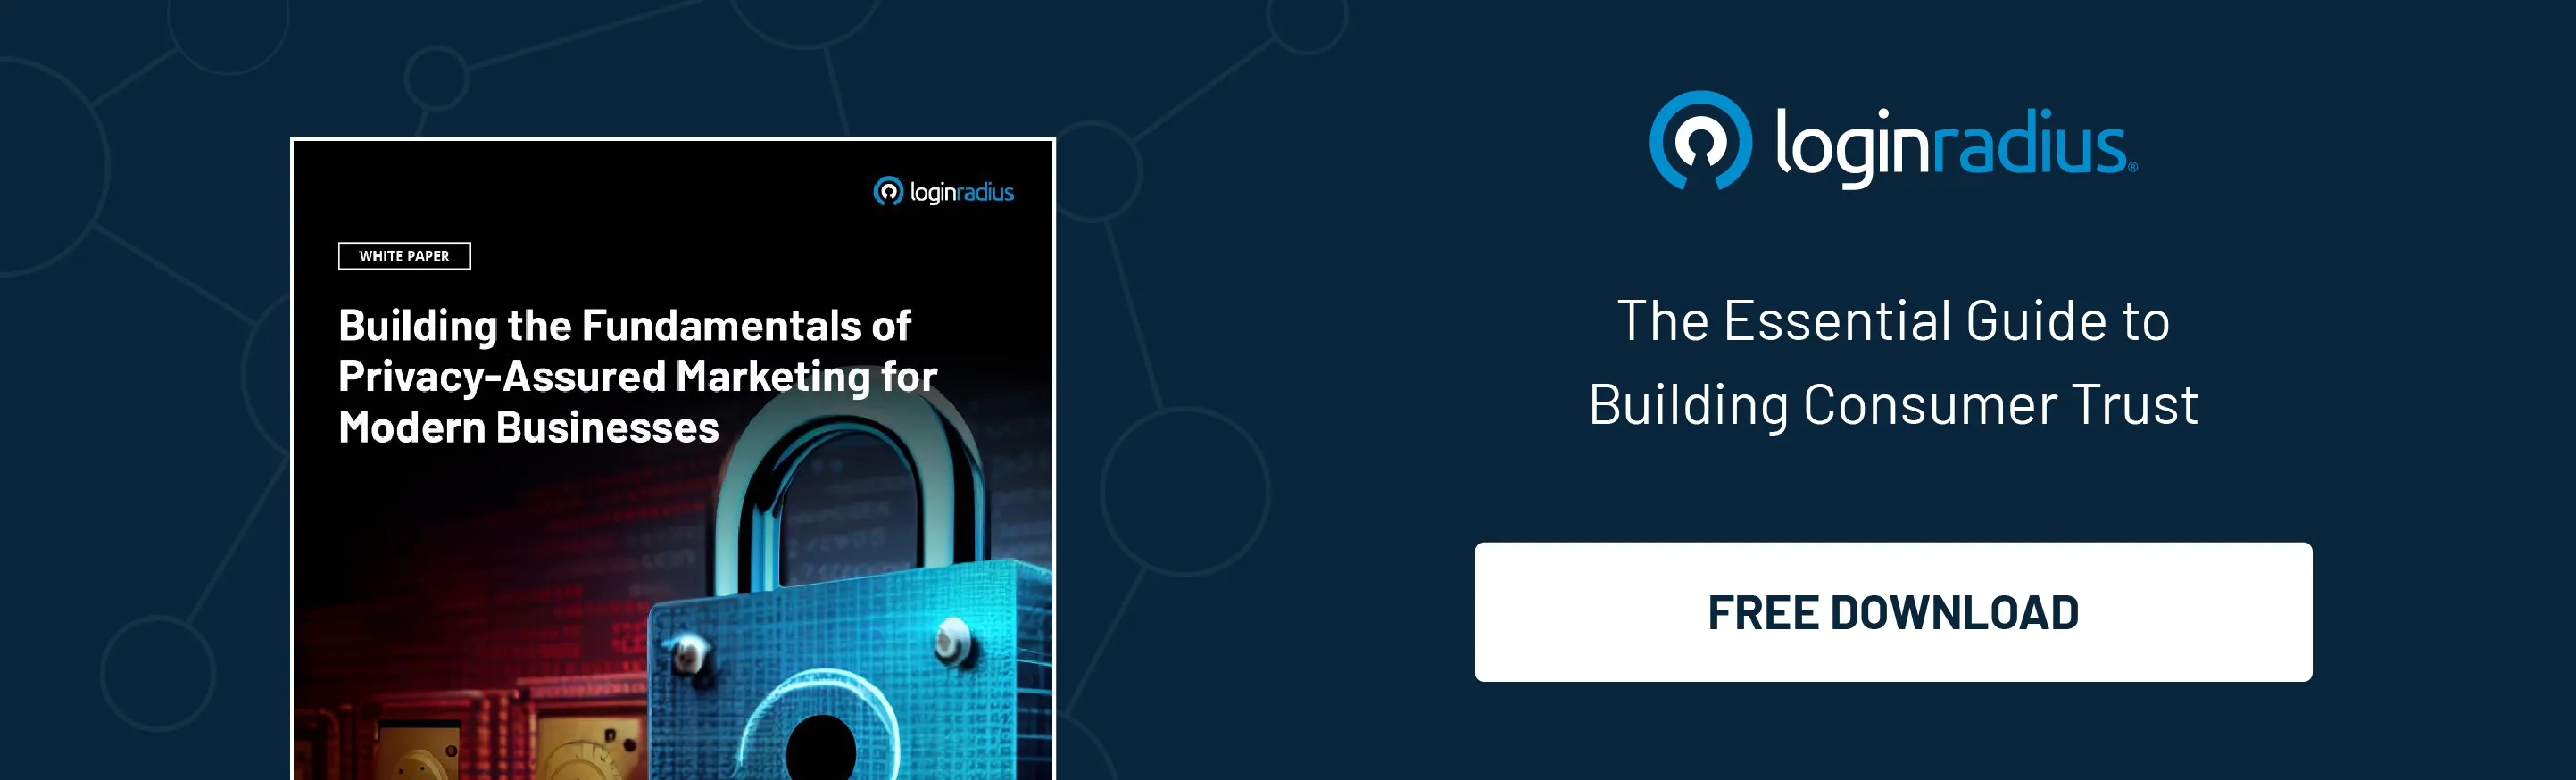 loginradius
WHITE PAPER
Building the Fundamentals of
Privacy-Assured Marketing for
Modern Businesses
loginradius®
The Essential Guide to
Building Consumer Trust
FREE DOWNLOAD